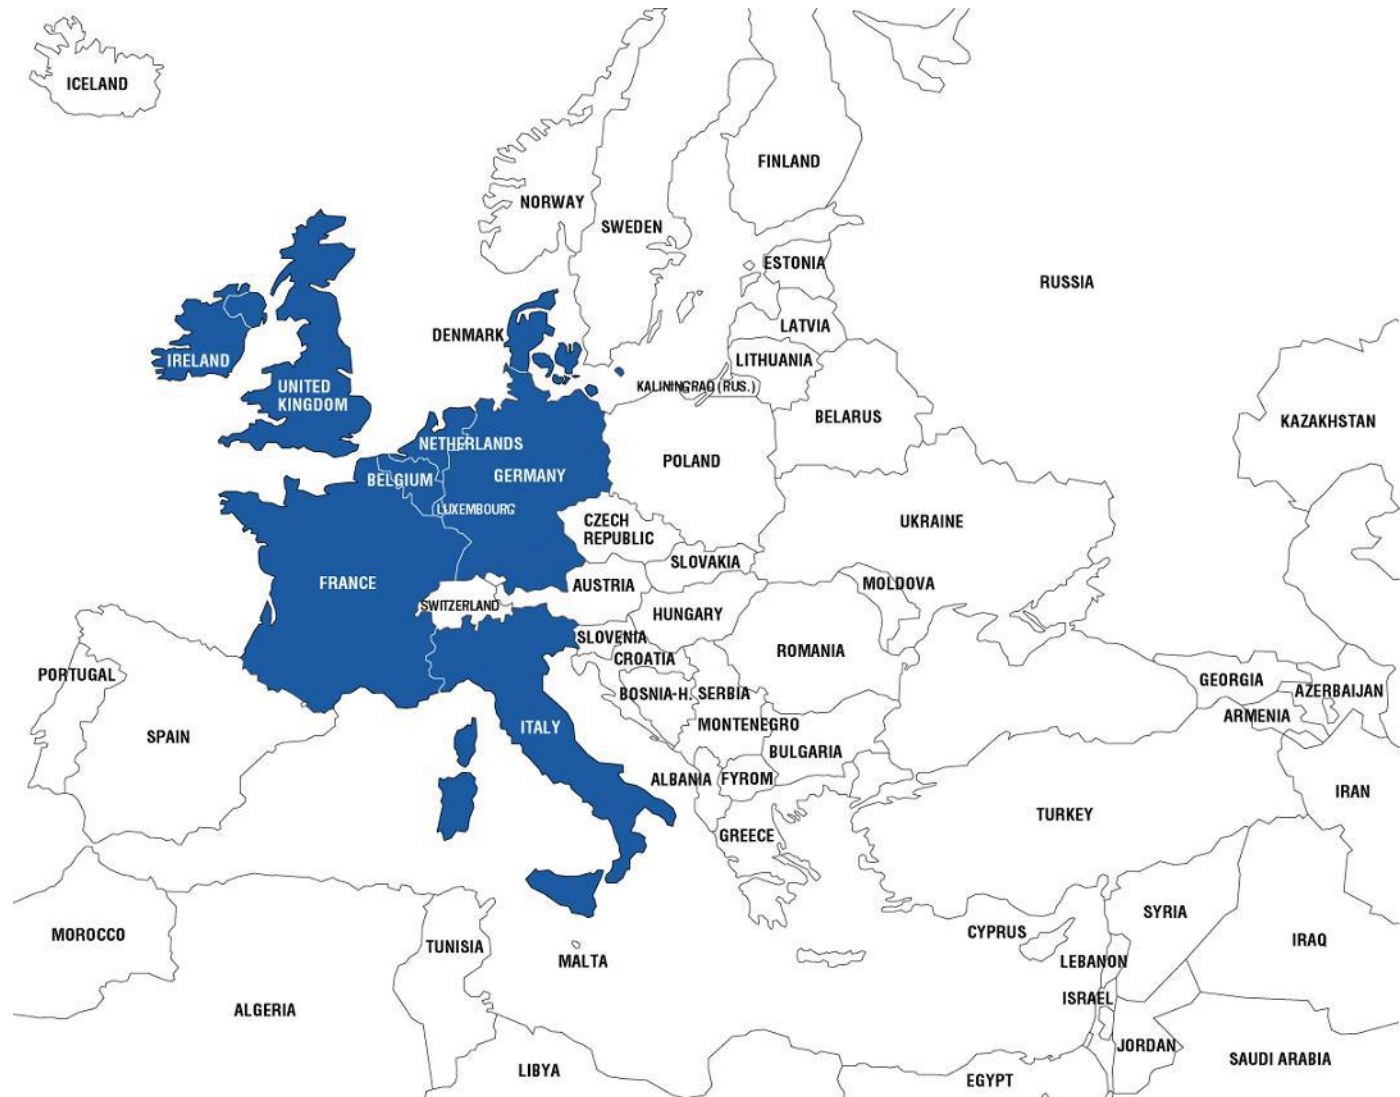 ICELAND
FINLAND
NORWAY
SWEDEN
ESTONIA
RUSSIA
LATVIA
DENMARK
LITHUANIA
IRELAND
KALININGRAD (RUS.)
UNITED
KINGDOM
BELARUS
KAZAKHSTAN
NETHERLANDS
POLAND
BELGIUM
GERMANY
LUXEMBOURG
CZECH
REPUBLIC
UKRAINE
SLOVAKIA
FRANCE
AUSTRIA
MOLDOVA
SWITZERLAND
HUNGARY
SLOVENIA
ROMANIA
CROATIA
PORTUGAL
GEORGIA
BOSNIA-H.
SERBIA
AZERBAIJAN
ARMENIA
ITALY
MONTENEGRO
SPAIN
BULGARIA
ALBANIA
FYROM
IRAN
TURKEY
GREECE
SYRIA
MOROCCO
CYPRUS
IRAQ
TUNISIA
MALTA
LEBANON
ISRAEL
ALGERIA
JORDAN
SAUDI ARABIA
LIBYA
EGYPT